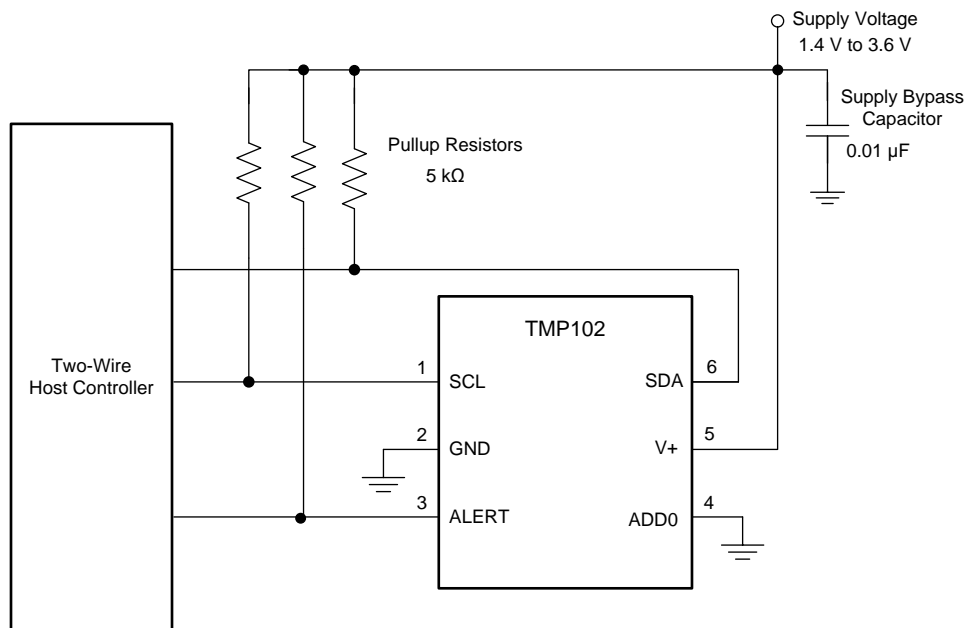 Supply Voltage
1.4 V to 3.6 V
Supply Bypass
Capacitor
0.01 µF
Pullup Resistors
5 kΩ
Two-Wire
Host Controller
TMP102
1
SCL
SDA
6
2
GND
V+
5
3
ALERT
ADD0
4